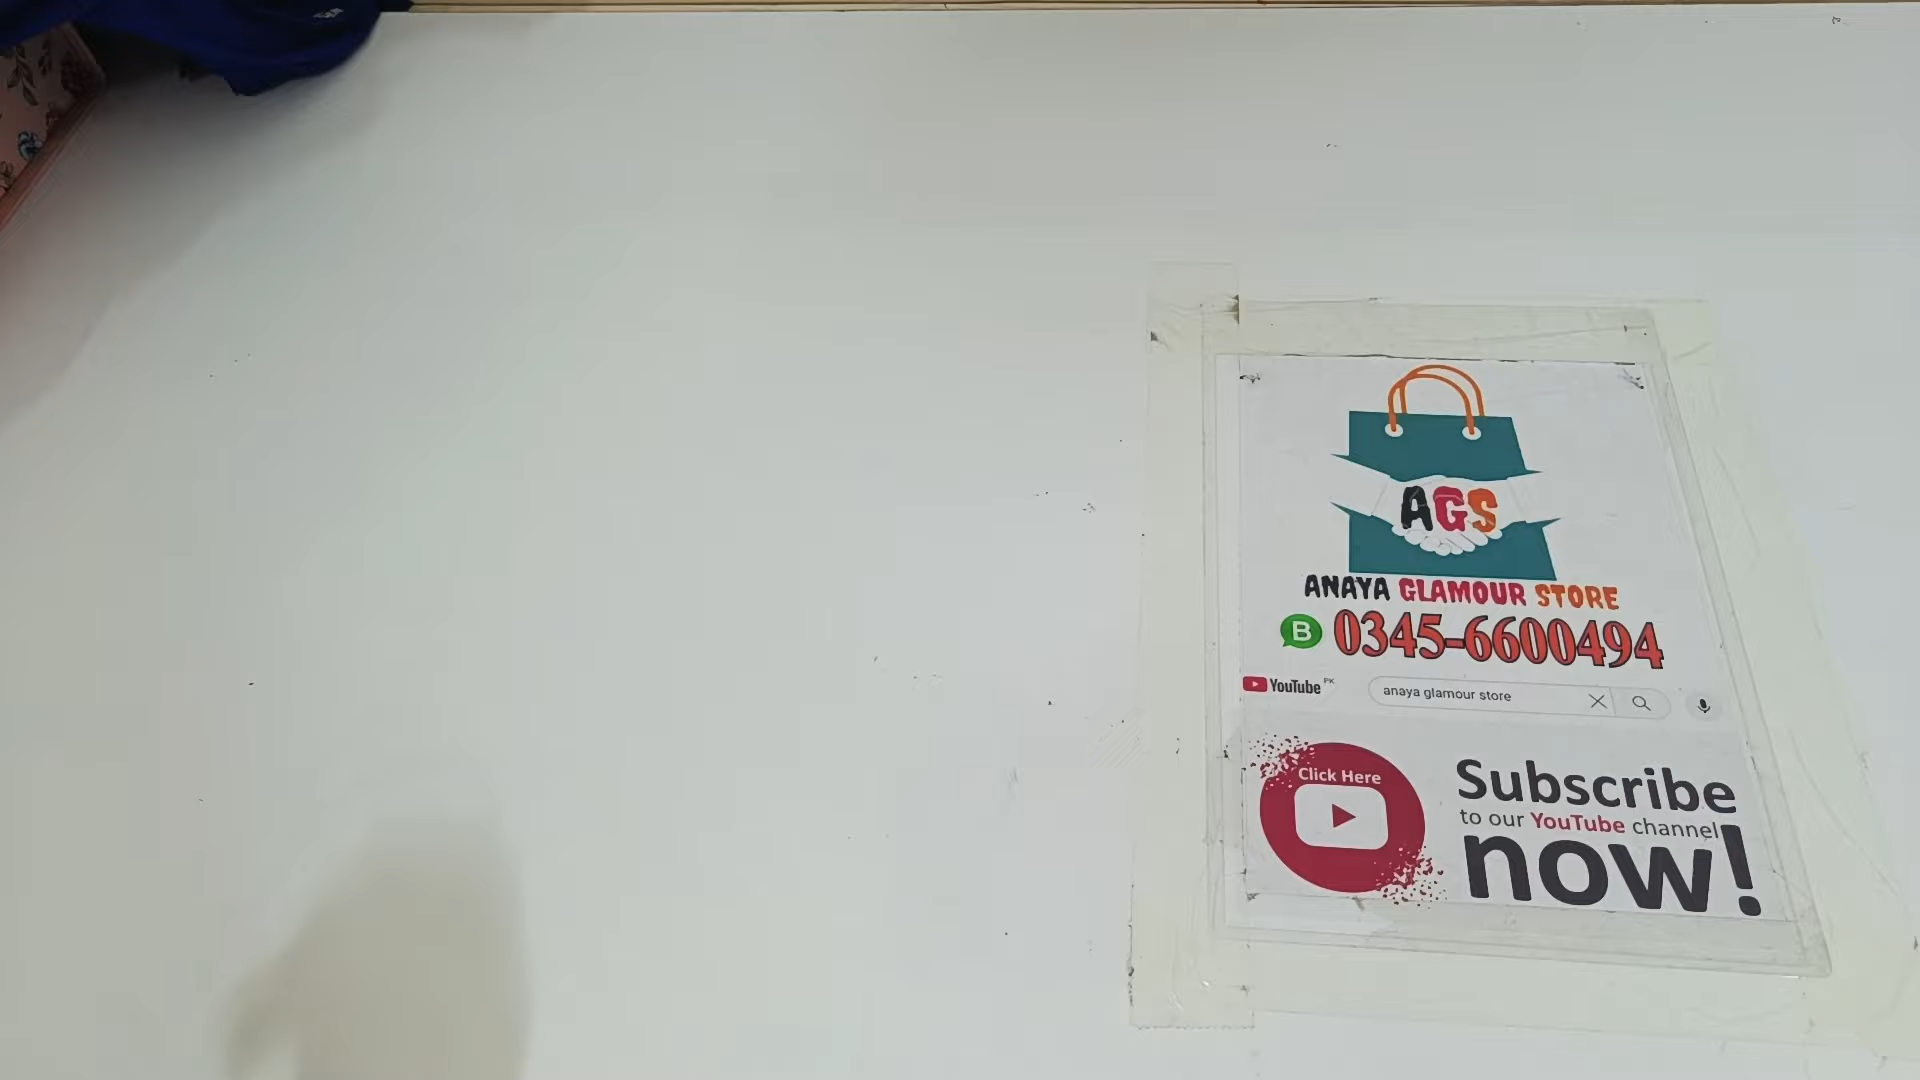 AGS
ANAYA GLAMOUR STORE
B 0345-6600494
YouTube PK anaya glamour store
Click Here
Subscribe
to our YouTube channel
now!